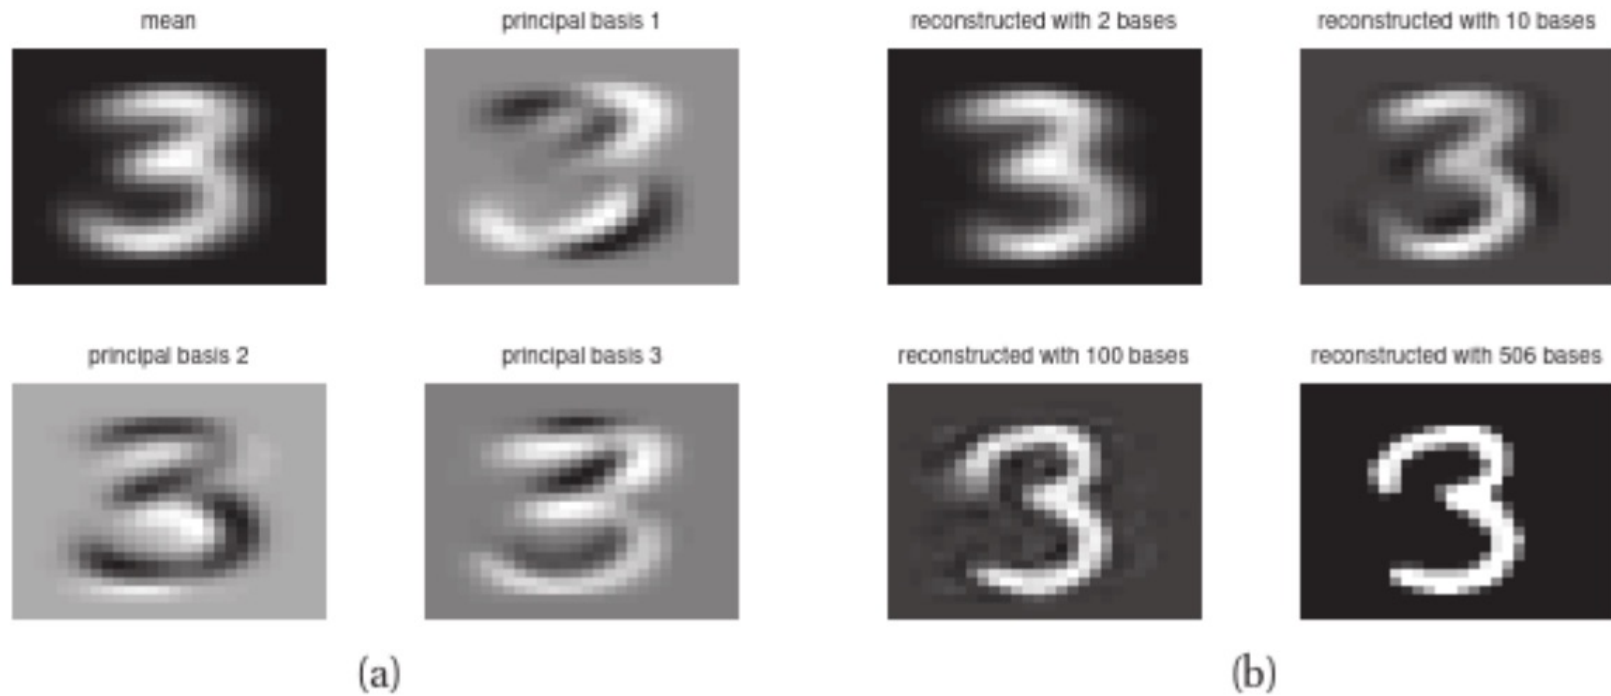 mean
principal basis 1
reconstructed with 2 bases
reconstructed with 10 bases
principal basis 2
principal basis 3
reconstructed with 100 bases
reconstructed with 506 bases
(a)
(b)